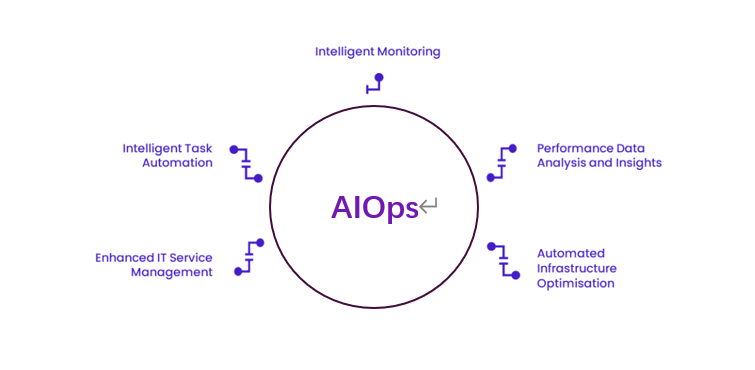 Intelligent Monitoring
Intelligent Task
Automation
Performance Data
Analysis and Insights
AIOps
Enhanced IT Service
Management
Automated
Infrastructure
Optimisation